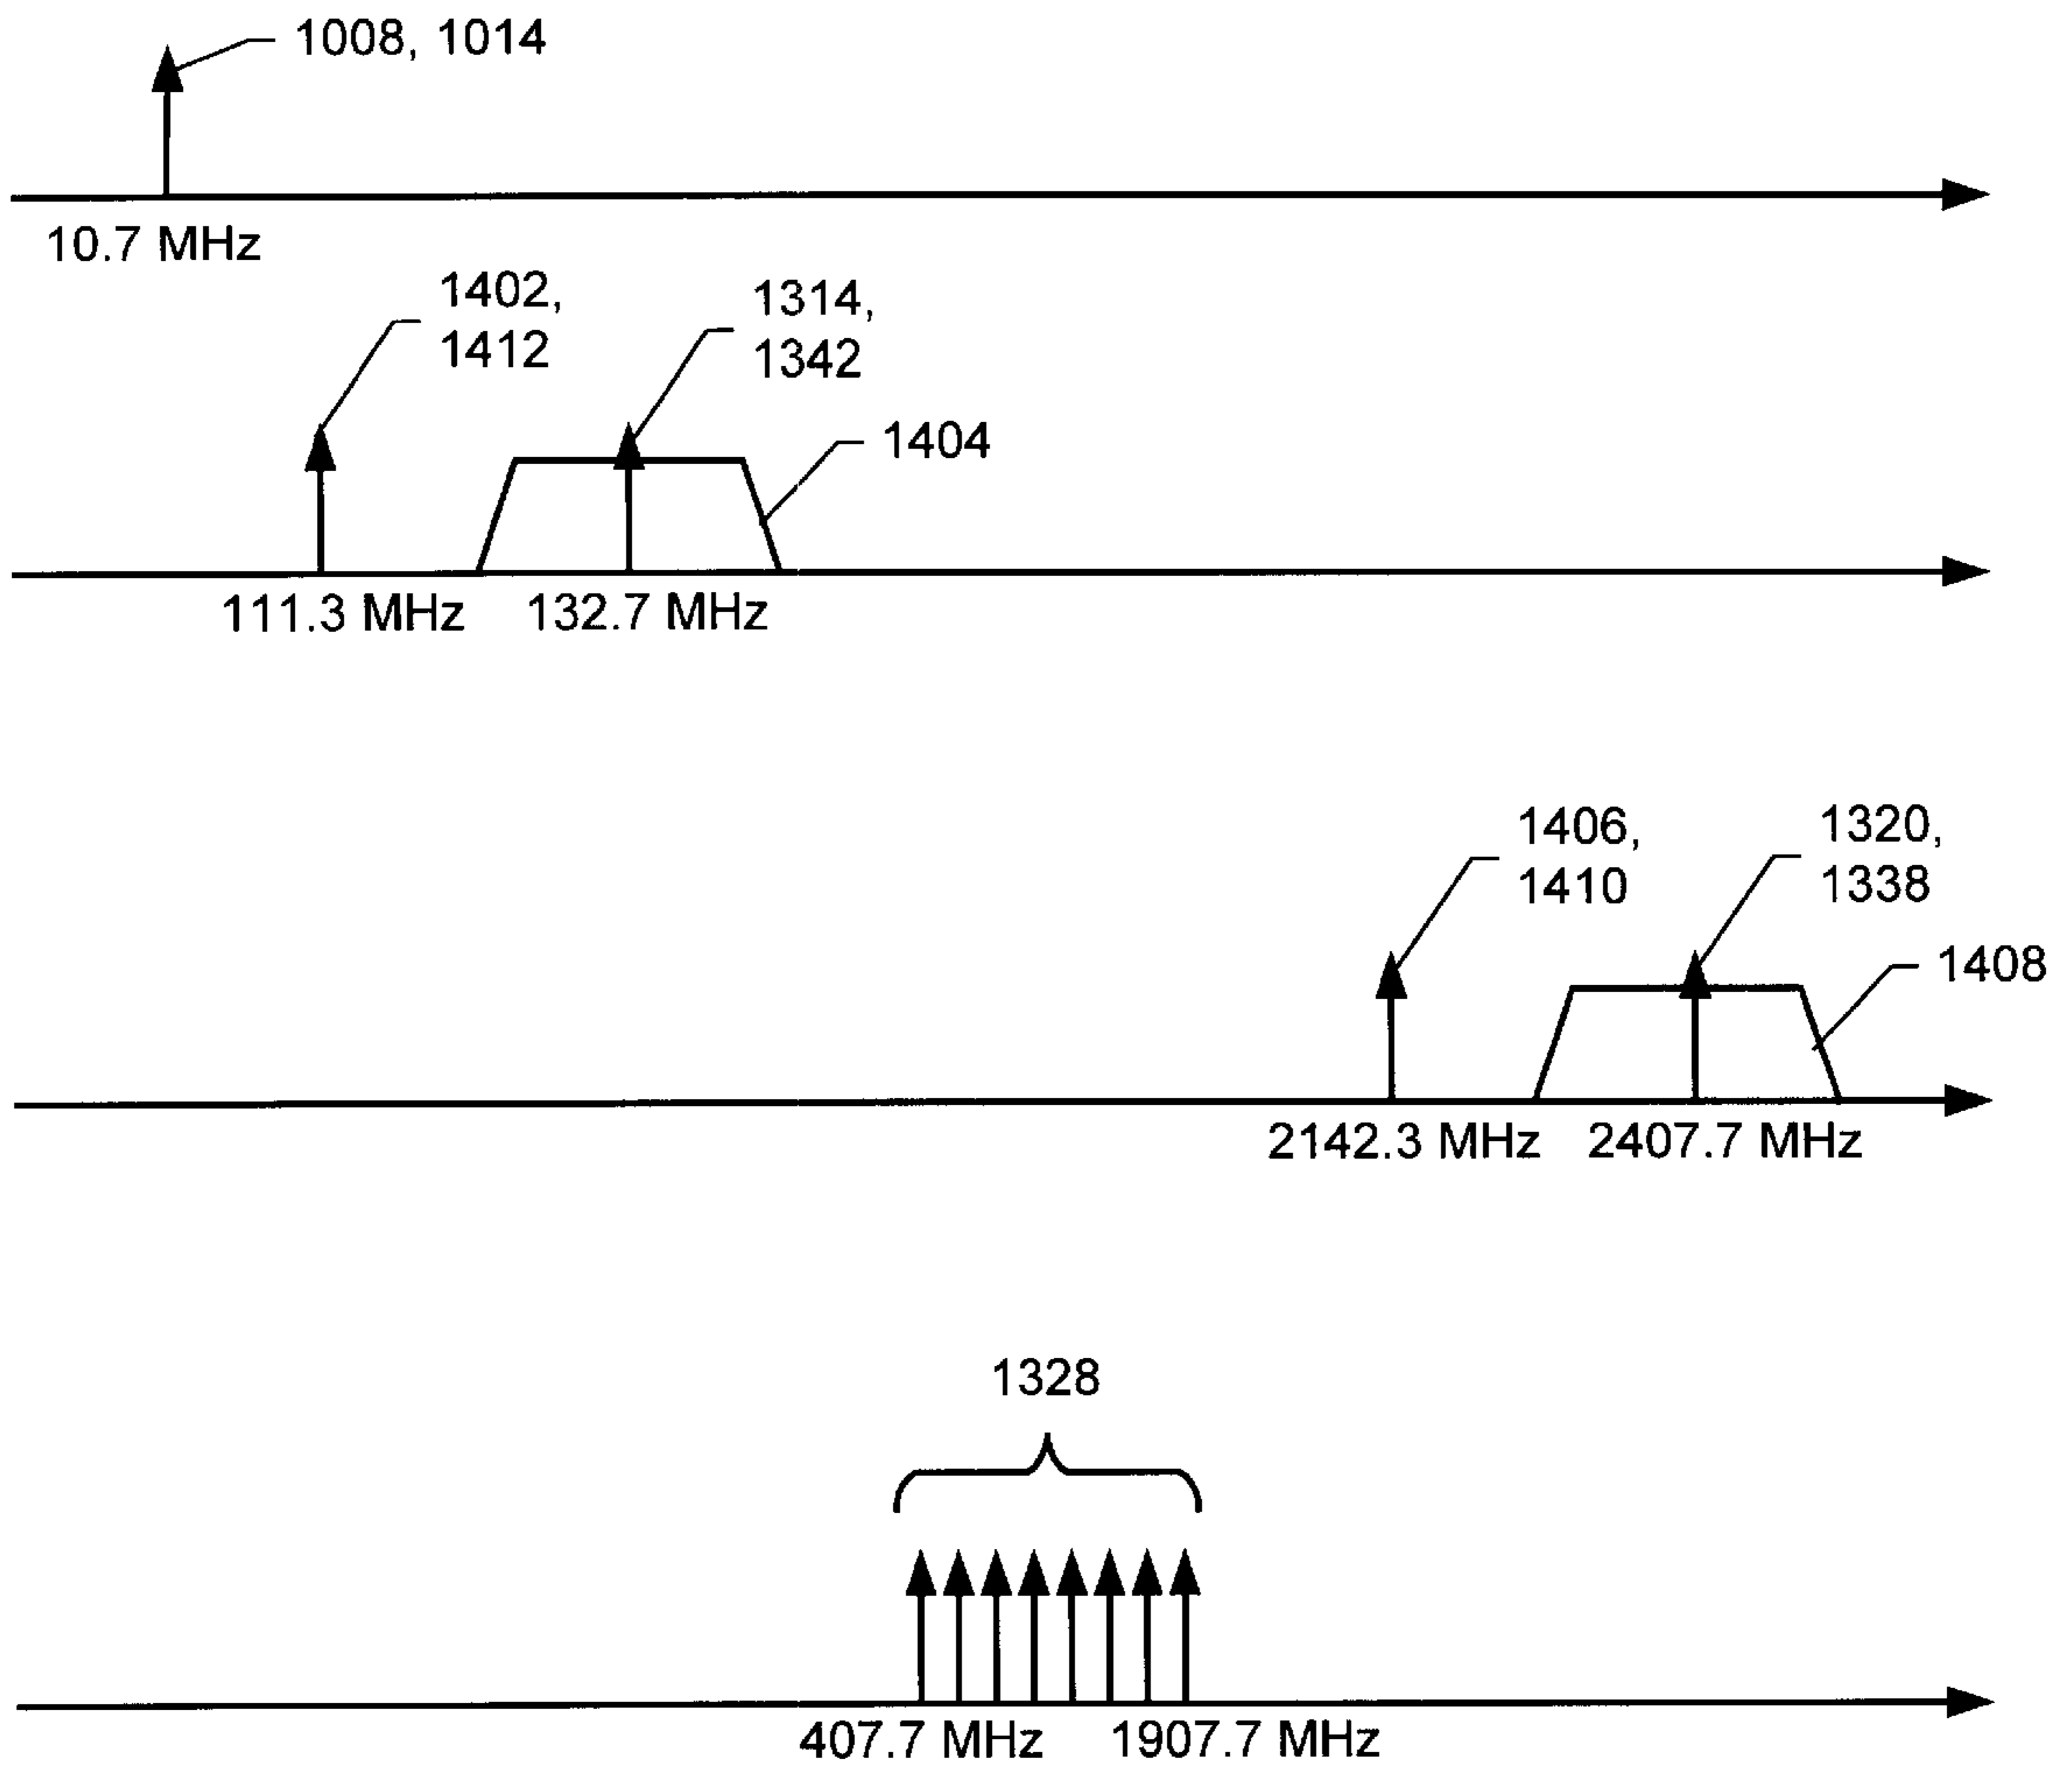 1008, 1014
10.7 MHz
1402,
1412
1314,
1342
1404
111.3 MHz
132.7 MHz
1406,
1410
1320,
1338
1408
2142.3 MHz
2407.7 MHz
1328
407.7 MHz
1907.7 MHz